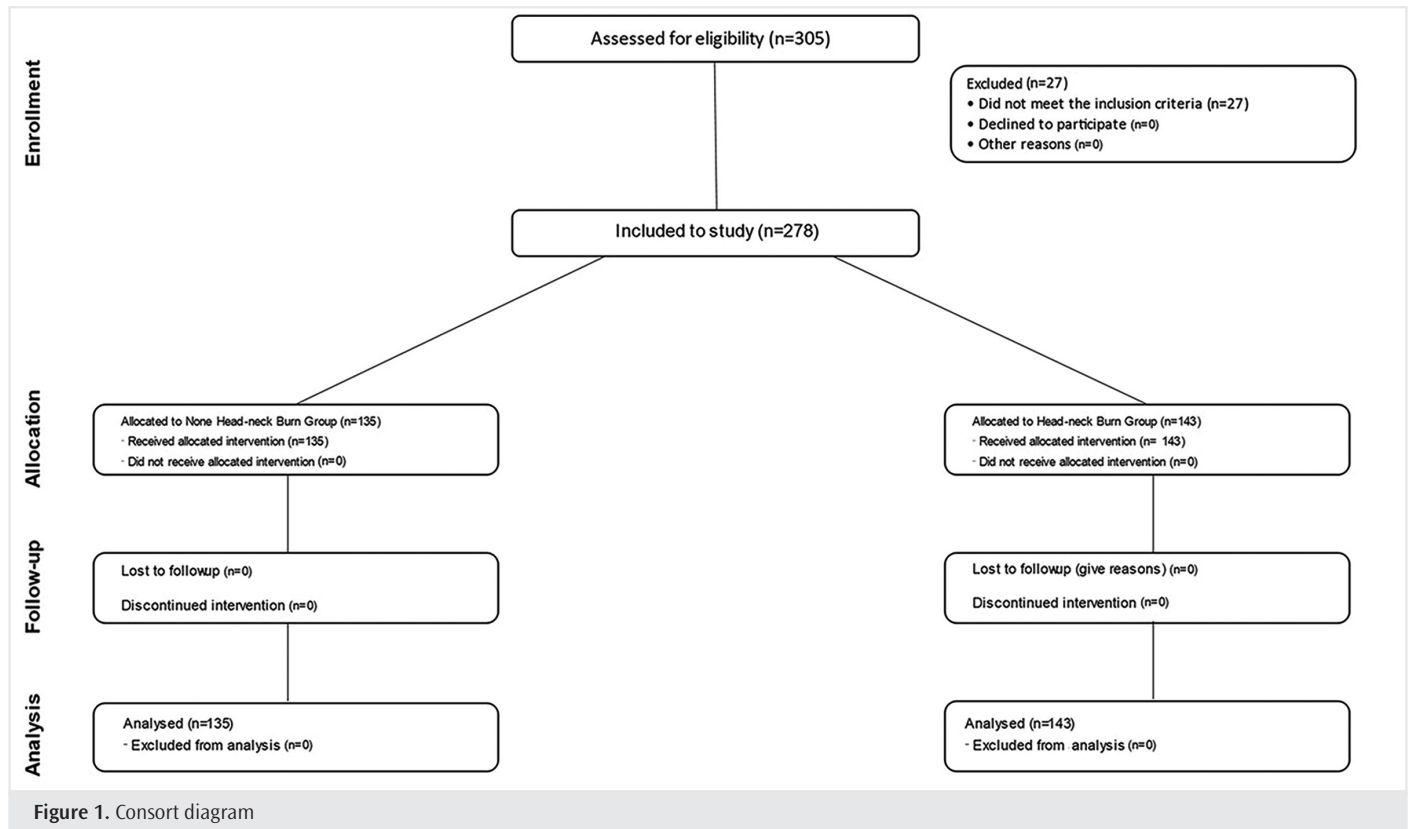 Enrollment
Assessed for eligibility (n=305)
Excluded (n=27)
• Did not meet the inclusion criteria (n=27)
• Declined to participate (n=0)
• Other reasons (n=0)
Included to study (n=278)
Allocation
Allocated to None Head-neck Burn Group (n=135)
- Received allocated intervention (n=135)
- Did not receive allocated intervention (n=0)
Allocated to Head-neck Burn Group (n=143)
- Received allocated intervention (n= 143)
- Did not receive allocated intervention (n=0)
Follow-up
Lost to followup (n=0)
Discontinued intervention (n=0)
Lost to followup (give reasons) (n=0)
Discontinued intervention (n=0)
Analysis
Analysed (n=135)
- Excluded from analysis (n=0)
Analysed (n=143)
- Excluded from analysis (n=0)
Figure 1. Consort diagram